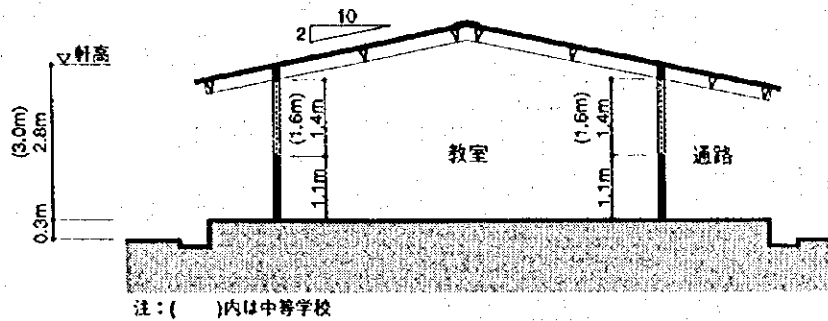 10
2
軒高
(3.0m)
2.8m
0.3m
(1.6m)
1.4m
1.1m
教室
(1.6m)
1.4m
1.1m
通路
注:( )内は中等学校